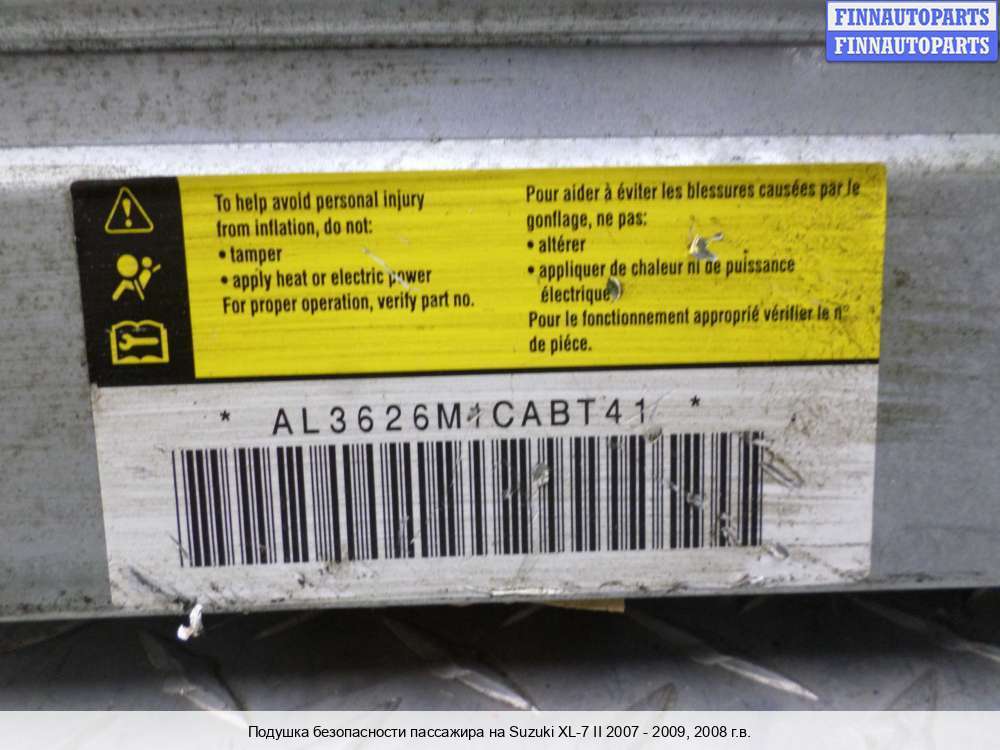 FINNAUTOPARTS
FINNAUTOPARTS
To help avoid personal injury
from inflation, do not:
• tamper
• apply heat or electric power
For proper operation, verify part no.
Pour aider à éviter les blessures causées par le
gonflage, ne pas:
• altérer
• appliquer de chaleur ni de puissance
électrique
Pour le fonctionnement approprié vérifier le n°
de piéce.
* AL3626M1CABT41 *
Подушка безопасности пассажира на Suzuki XL-7 II 2007 - 2009, 2008 г.в.